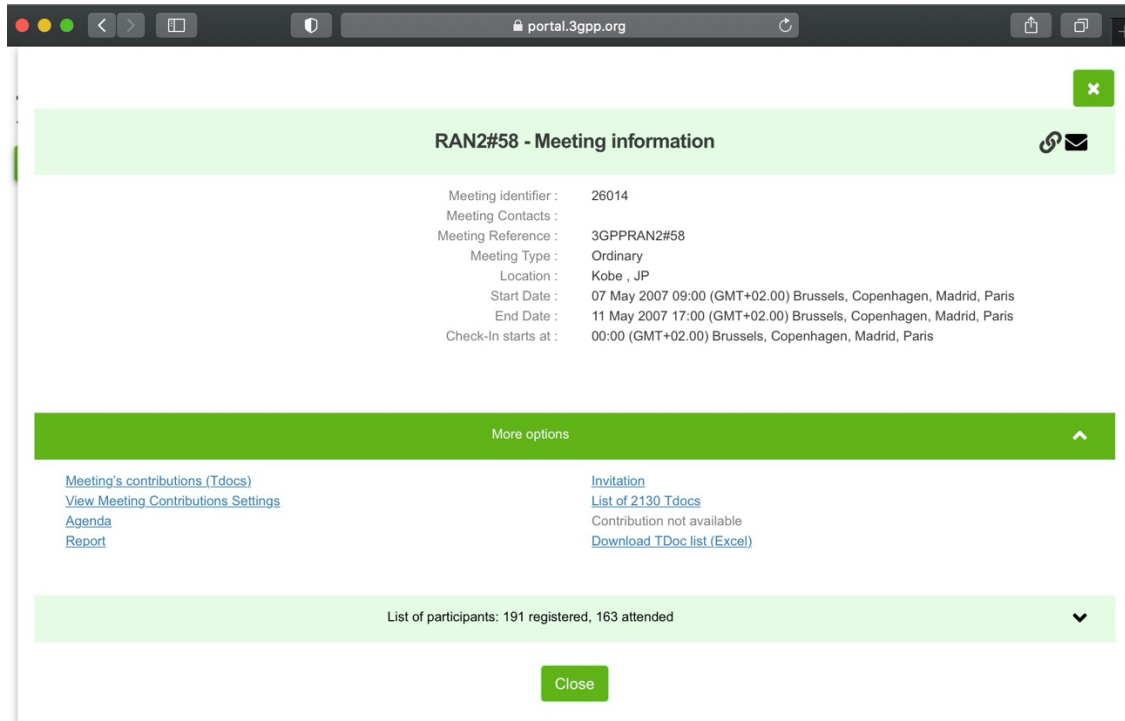 portal.3gpp.org
RAN2#58 - Meeting information
Meeting identifier : 26014
Meeting Contacts :
Meeting Reference : 3GPPRAN2#58
Meeting Type : Ordinary
Location : Kobe , JP
Start Date : 07 May 2007 09:00 (GMT+02.00) Brussels, Copenhagen, Madrid, Paris
End Date : 11 May 2007 17:00 (GMT+02.00) Brussels, Copenhagen, Madrid, Paris
Check-In starts at : 00:00 (GMT+02.00) Brussels, Copenhagen, Madrid, Paris
More options
Meeting's contributions (Tdocs)
View Meeting Contributions Settings
Agenda
Report
Invitation
List of 2130 Tdocs
Contribution not available
Download TDoc list (Excel)
List of participants: 191 registered, 163 attended
Close